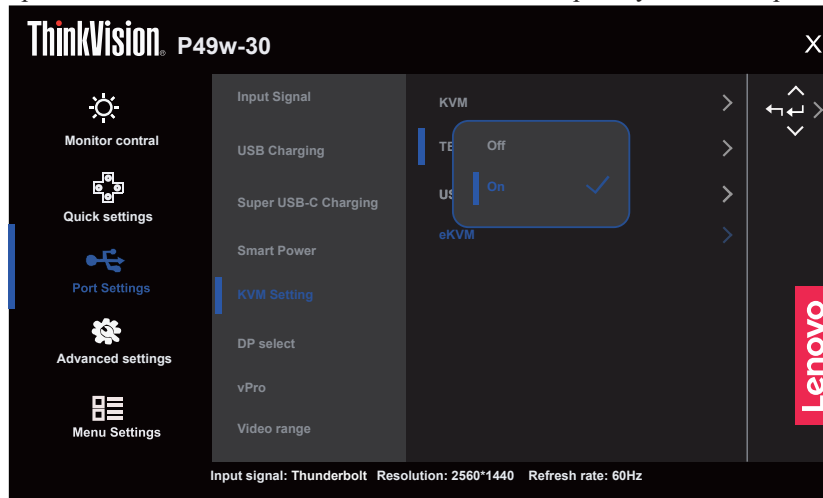 ThinkVision® P49w-30
X
Monitor contral
Quick settings
Port Settings
Advanced settings
Menu Settings
Input Signal
USB Charging
Super USB-C Charging
Smart Power
KVM Setting
DP select
vPro
Video range
KVM
Off
On
eKVM
Lenovo
Input signal: Thunderbolt Resolution: 2560*1440 Refresh rate: 60Hz